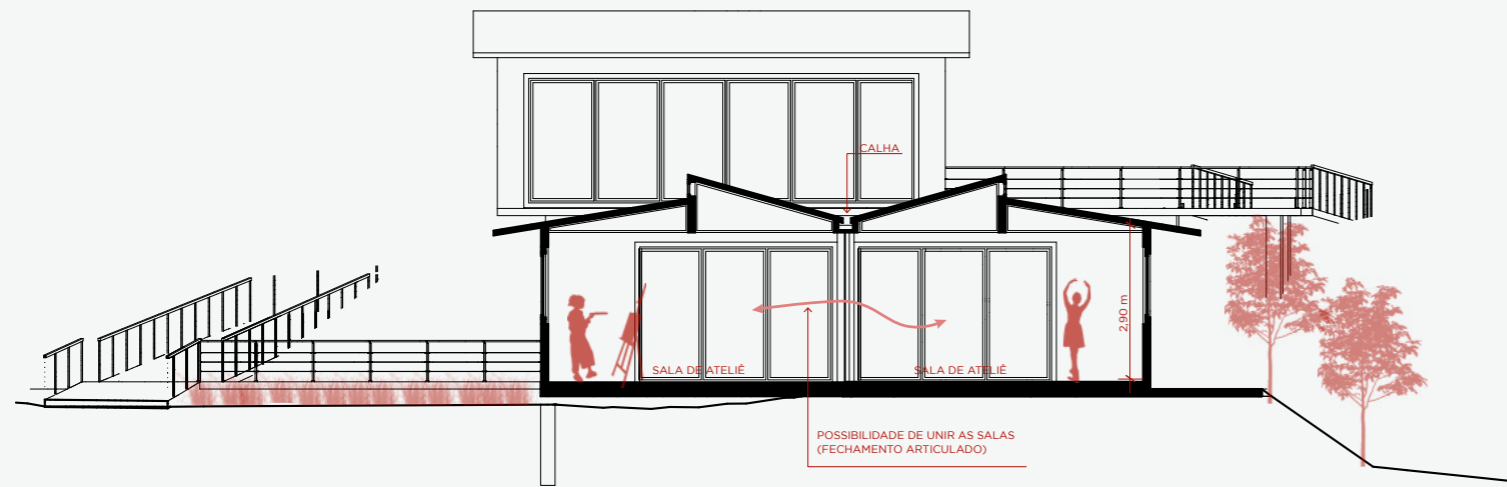 CALHA
2,90 m
SALA DE ATELIÊ
SALA DE ATELIÊ
POSSIBILIDADE DE UNIR AS SALAS
(FECHAMENTO ARTICULADO)